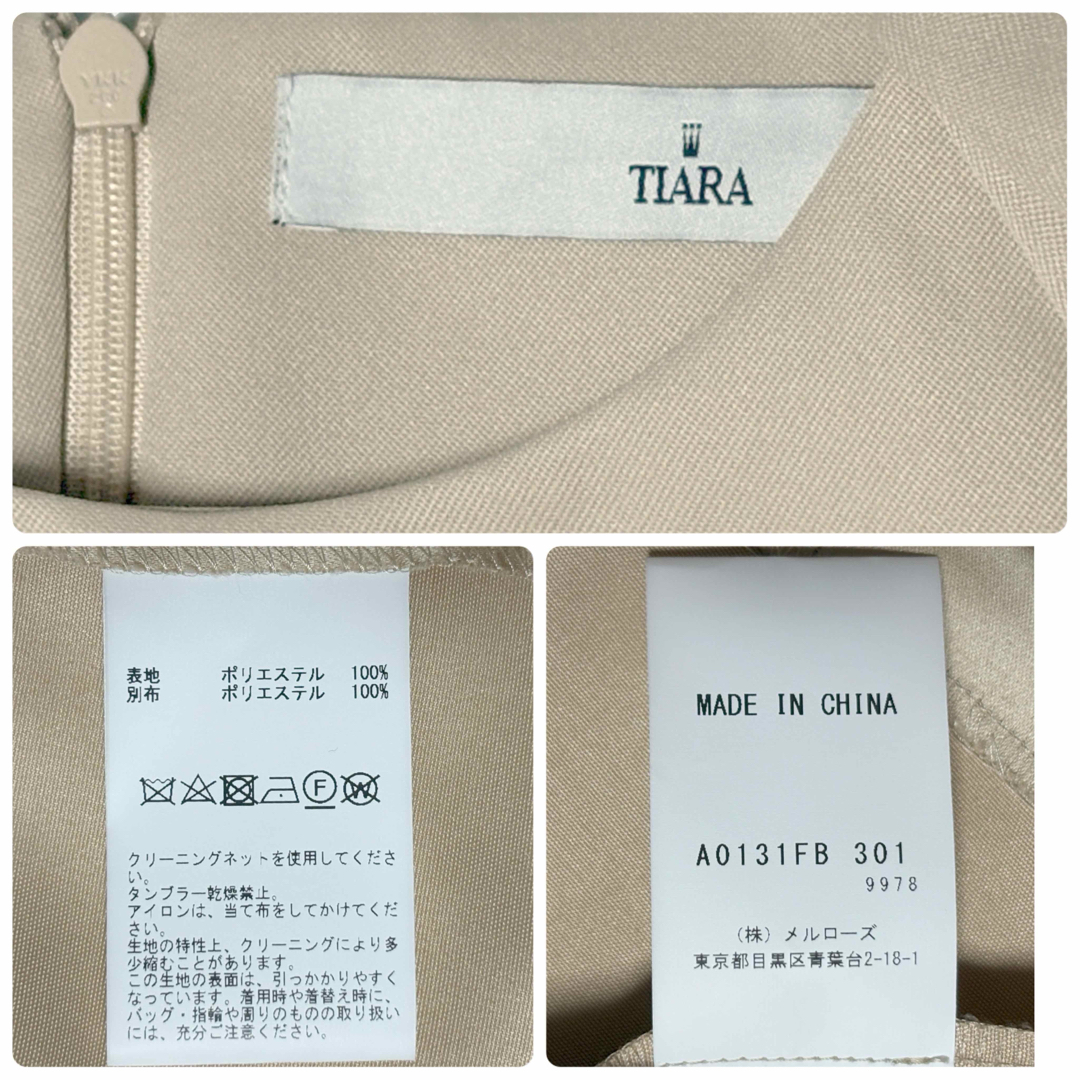 YKK
TIARA
表地 ポリエステル 100%
別布 ポリエステル 100%
F
W
クリーニングネットを使用してくださ
い。
タンブラー乾燥禁止。
アイロンは、当て布をしてかけてくだ
さい。
生地の特性上、クリーニングにより多
少縮むことがあります。
この生地の表面は、引っかかりやすく
なっています。着用時や着替え時に、
バッグ・指輪や周りのものの取り扱い
には、充分ご注意ください。
MADE IN CHINA
A0131FB 301
9978
(株) メルローズ
東京都目黒区青葉台2-18-1